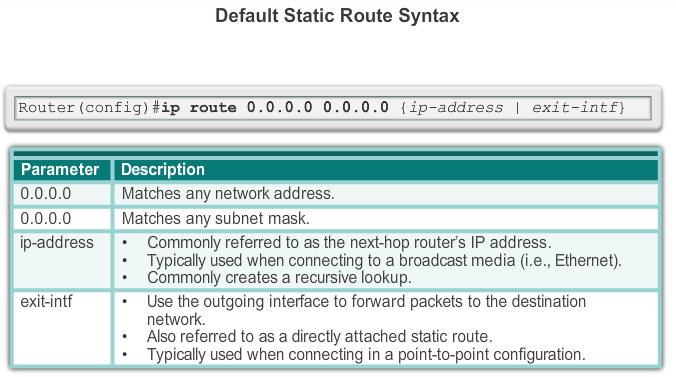 Default Static Route Syntax
Router(config)#ip route 0.0.0.0 0.0.0.0 {ip-address | exit-intf}
Parameter Description
0.0.0.0 Matches any network address.
0.0.0.0 Matches any subnet mask.
ip-address • Commonly referred to as the next-hop router's IP address.
• Typically used when connecting to a broadcast media (i.e., Ethernet).
• Commonly creates a recursive lookup.
exit-intf • Use the outgoing interface to forward packets to the destination
network.
• Also referred to as a directly attached static route.
• Typically used when connecting in a point-to-point configuration.